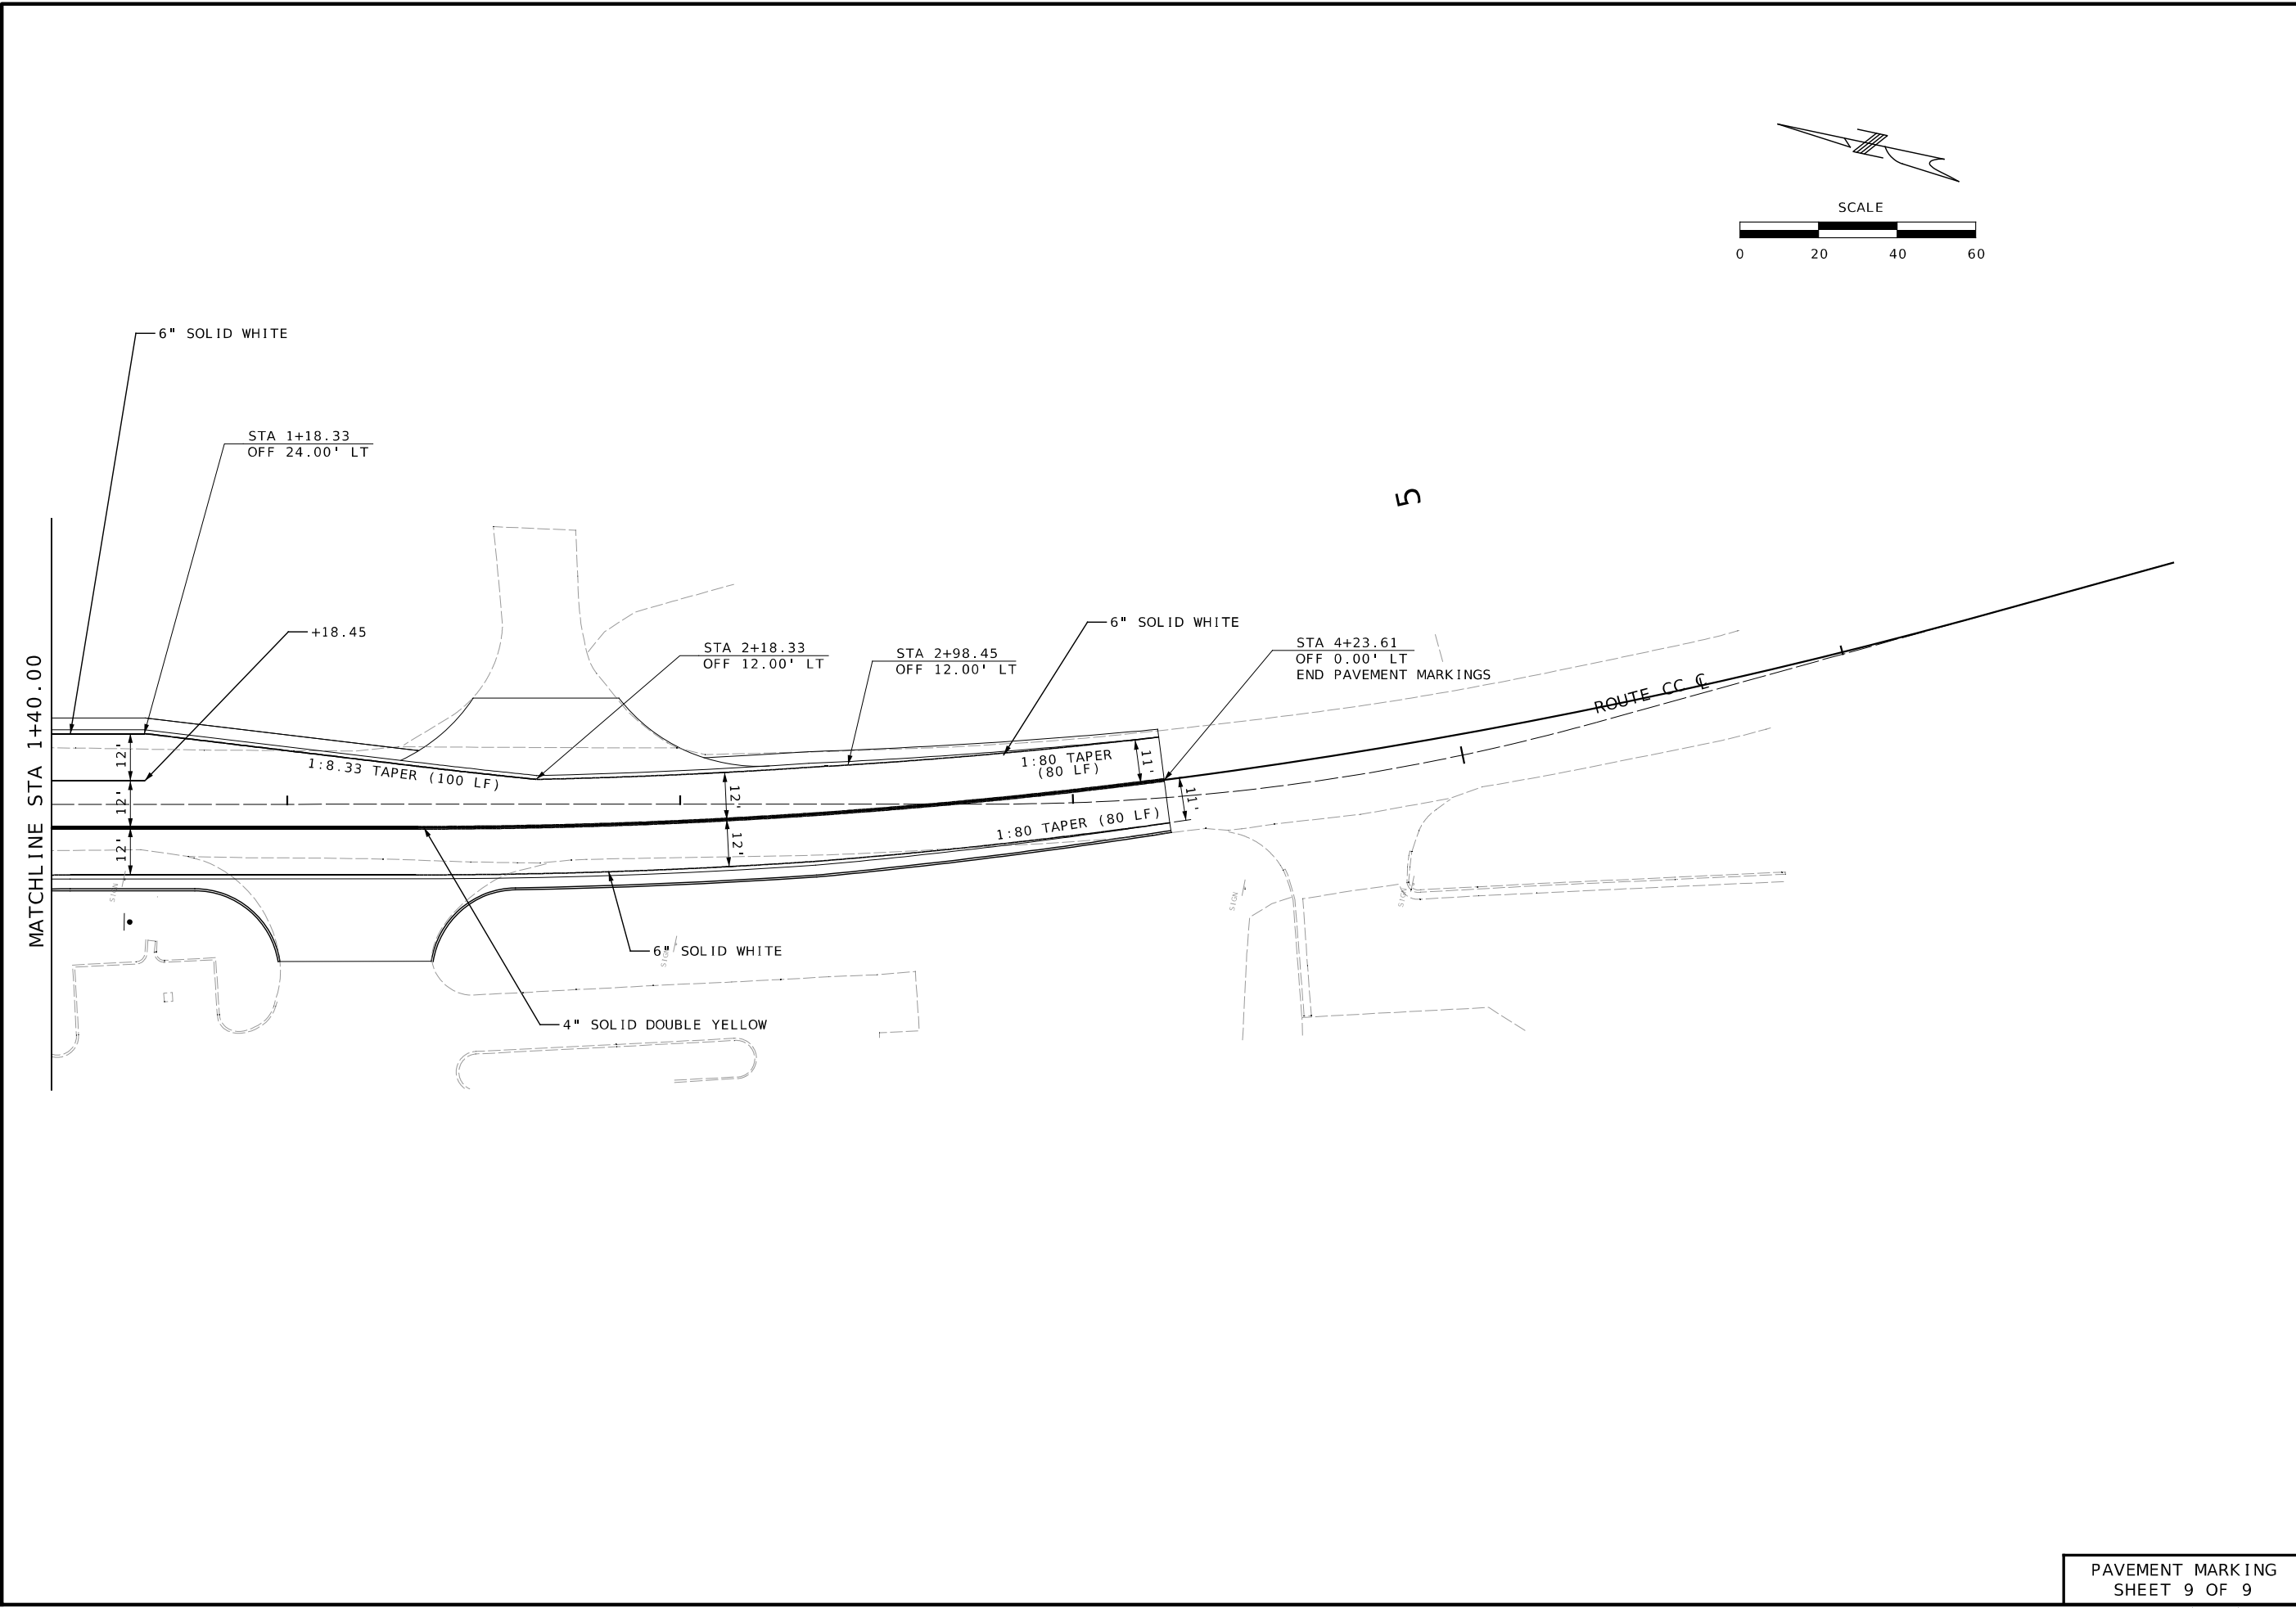 SCALE
0 20 40 60
6" SOLID WHITE
STA 1+18.33
OFF 24.00' LT
5
+18.45
6" SOLID WHITE
STA 2+18.33
OFF 12.00' LT
STA 2+98.45
OFF 12.00' LT
STA 4+23.61
OFF 0.00' LT
END PAVEMENT MARKINGS
MATCHLINE STA 1+40.00
ROUTE CC ℄
12'
12'
12'
1:8.33 TAPER (100 LF)
12'
12'
1:80 TAPER
(80 LF)
11'
11'
1:80 TAPER (80 LF)
SIGN
SIGN
SIGN
SIGN
6" SOLID WHITE
4" SOLID DOUBLE YELLOW
PAVEMENT MARKING
SHEET 9 OF 9